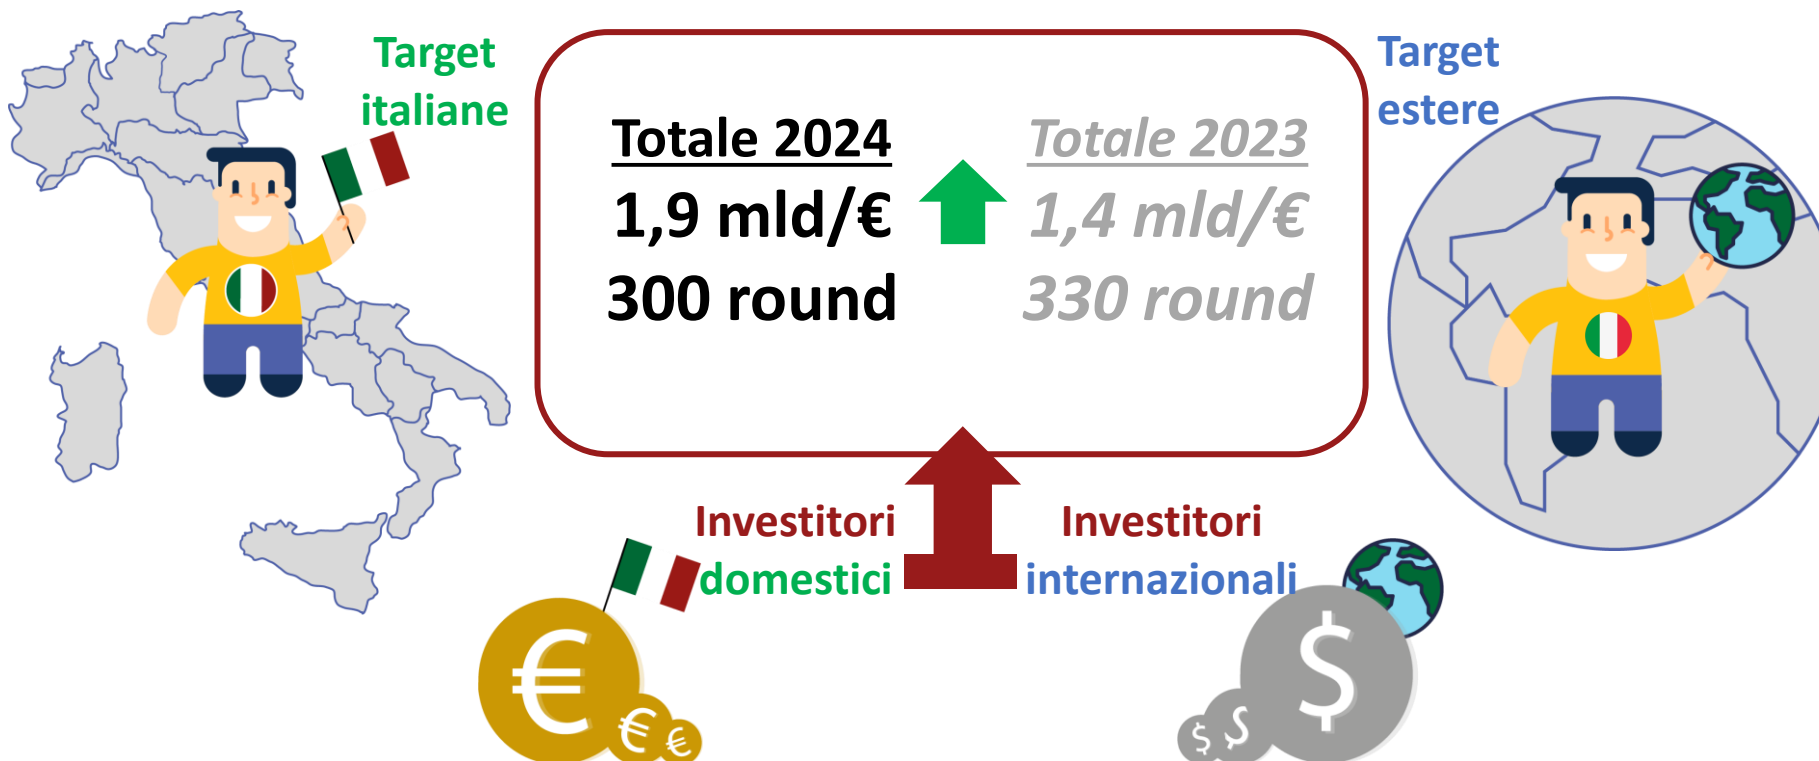 Target
italiane
Totale 2024
1,9 mld/€
300 round
Totale 2023
1,4 mld/€
330 round
Target
estere
Investitori
domestici
Investitori
internazionali
€
€
€
$
$
$